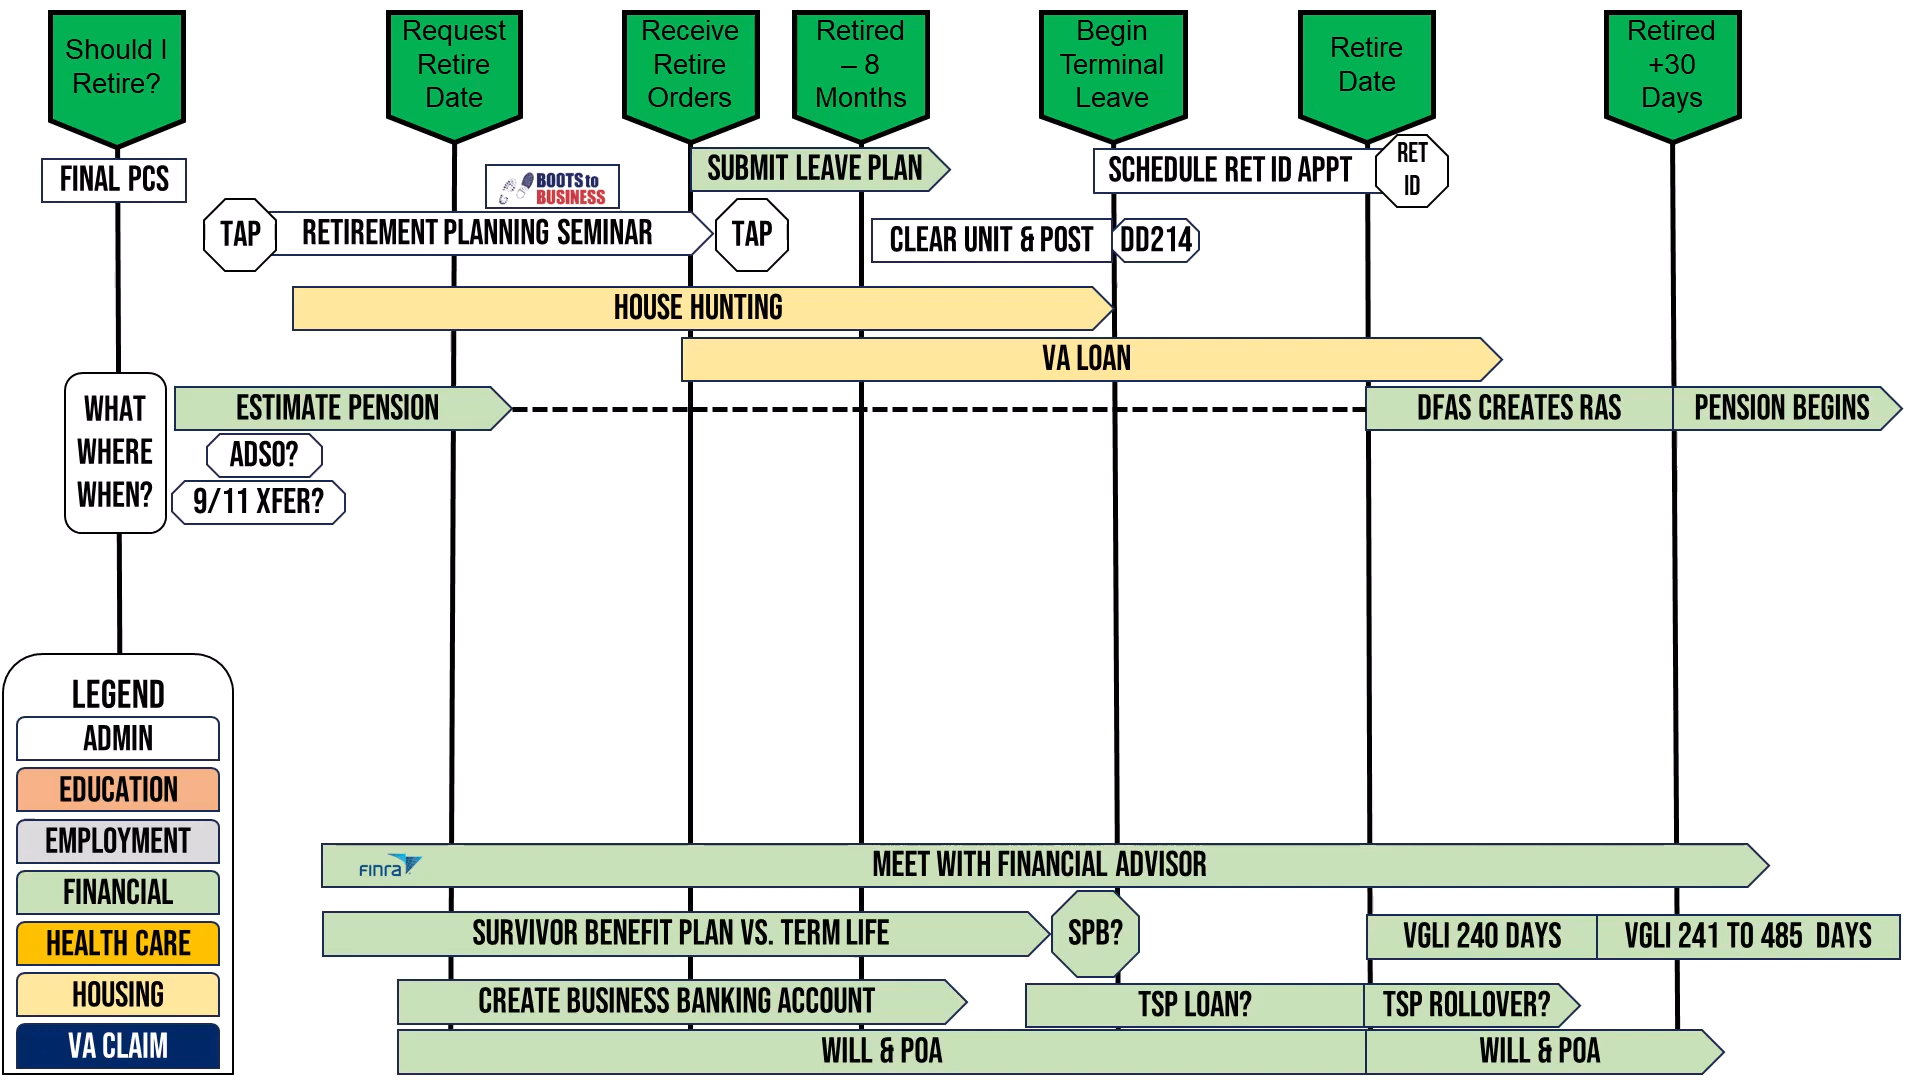 Should I
Retire?
Request
Retire
Date
Receive
Retire
Orders
Retired
– 8
Months
Begin
Terminal
Leave
Retire
Date
Retired
+30
Days
FINAL PCS
BOOTS to
BUSINESS
SUBMIT LEAVE PLAN
SCHEDULE RET ID APPT
RET
ID
TAP
RETIREMENT PLANNING SEMINAR
TAP
CLEAR UNIT & POST
DD214
HOUSE HUNTING
VA LOAN
WHAT
WHERE
WHEN?
ESTIMATE PENSION
DFAS CREATES RAS
PENSION BEGINS
ADSO?
9/11 XFER?
LEGEND
ADMIN
EDUCATION
EMPLOYMENT
FINANCIAL
HEALTH CARE
HOUSING
VA CLAIM
FINRA
MEET WITH FINANCIAL ADVISOR
SURVIVOR BENEFIT PLAN VS. TERM LIFE
SPB?
VGLI 240 DAYS
VGLI 241 TO 485 DAYS
CREATE BUSINESS BANKING ACCOUNT
TSP LOAN?
TSP ROLLOVER?
WILL & POA
WILL & POA